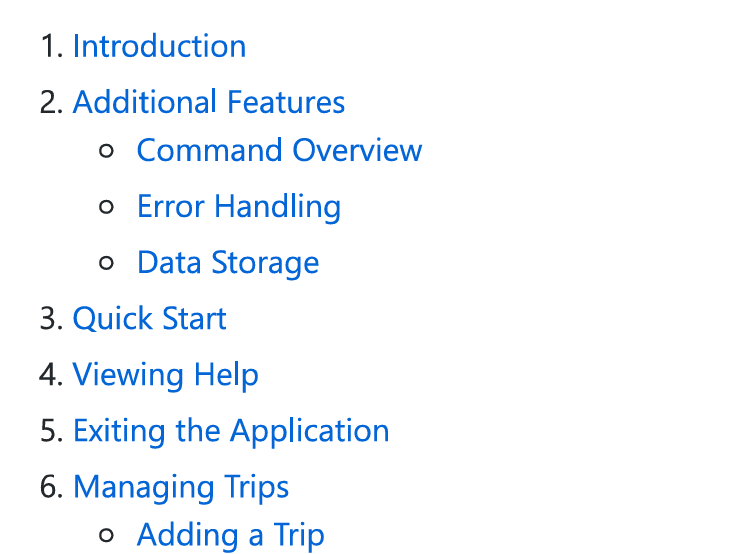 1. Introduction
2. Additional Features
○ Command Overview
○ Error Handling
○ Data Storage
3. Quick Start
4. Viewing Help
5. Exiting the Application
6. Managing Trips
○ Adding a Trip